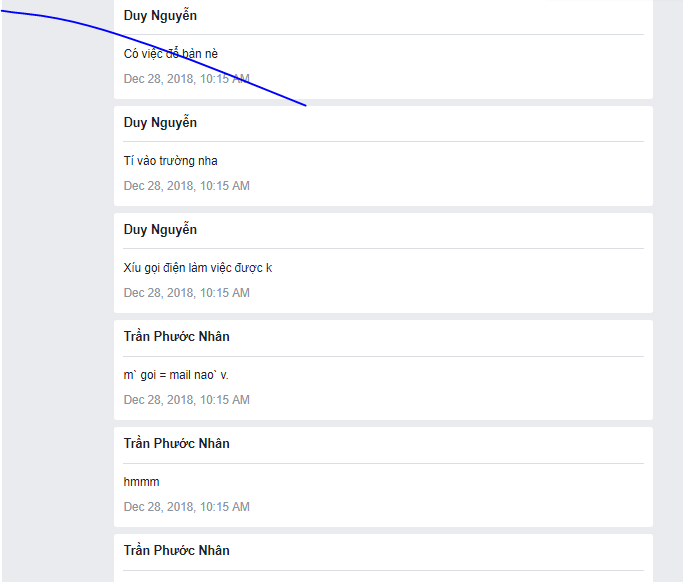 Duy Nguyễn
Có việc để bàn nè
Dec 28, 2018, 10:15 AM
Duy Nguyễn
Tí vào trường nha
Dec 28, 2018, 10:15 AM
Duy Nguyễn
Xíu gọi điện làm việc được k
Dec 28, 2018, 10:15 AM
Trần Phước Nhân
m` goi = mail nao` v.
Dec 28, 2018, 10:15 AM
Trần Phước Nhân
hmmm
Dec 28, 2018, 10:15 AM
Trần Phước Nhân